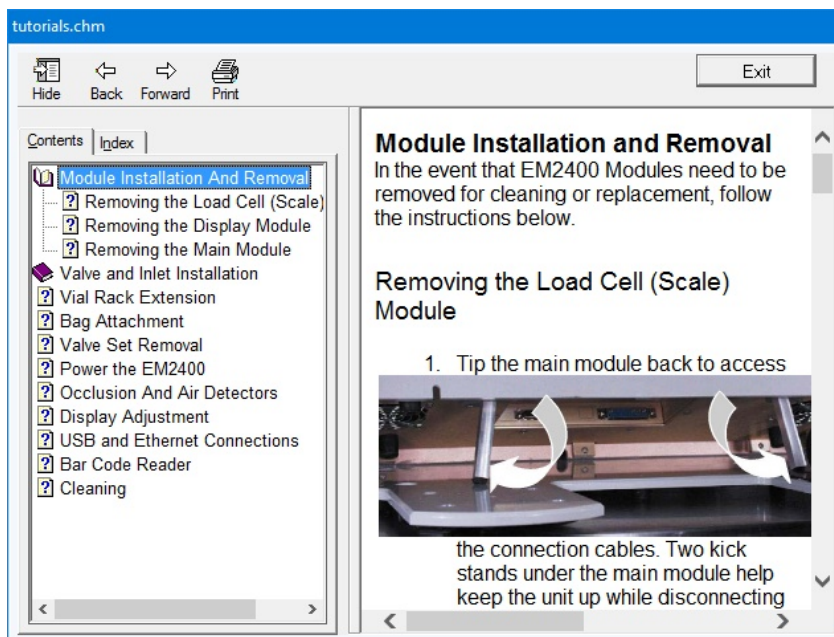 tutorials.chm
Hide Back Forward Print
Exit
Contents Index
Module Installation And Removal
Removing the Load Cell (Scale)
Removing the Display Module
Removing the Main Module
Valve and Inlet Installation
Vial Rack Extension
Bag Attachment
Valve Set Removal
Power the EM2400
Occlusion And Air Detectors
Display Adjustment
USB and Ethernet Connections
Bar Code Reader
Cleaning
Module Installation and Removal
In the event that EM2400 Modules need to be
removed for cleaning or replacement, follow
the instructions below.
Removing the Load Cell (Scale)
Module
1. Tip the main module back to access
the connection cables. Two kick
stands under the main module help
keep the unit up while disconnecting